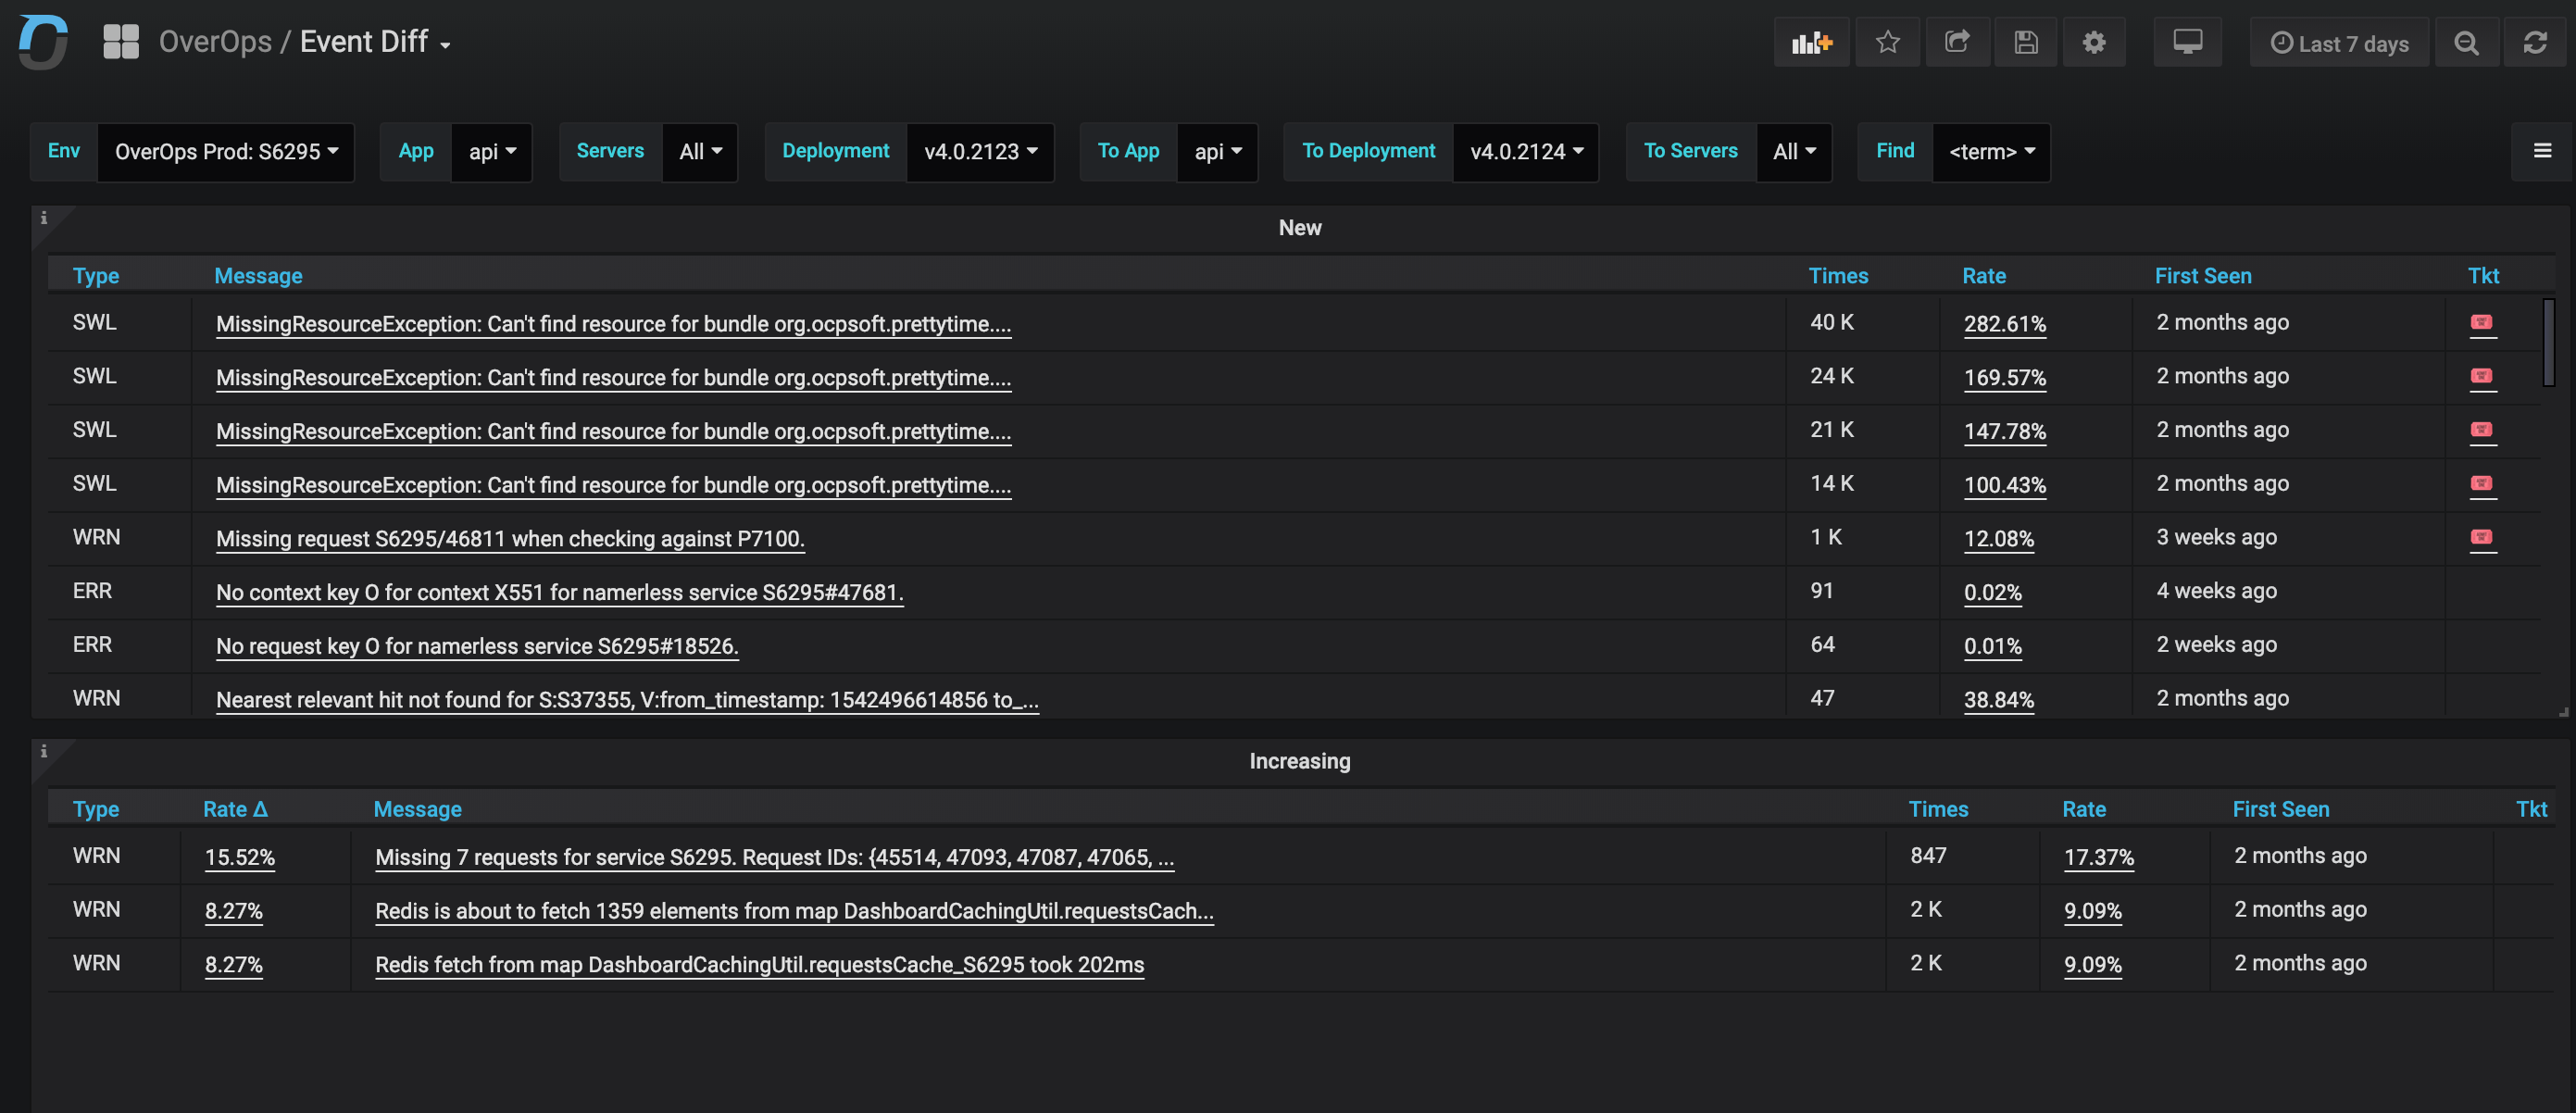 OverOps / Event Diff
Last 7 days
Env OverOps Prod: S6295 App api Servers All Deployment v4.0.2123 To App api To Deployment v4.0.2124 To Servers All Find <term>
New
Type Message Times Rate First Seen Tkt
SWL MissingResourceException: Can't find resource for bundle org.ocpsoft.prettytime.... 40 K 282.61% 2 months ago
SWL MissingResourceException: Can't find resource for bundle org.ocpsoft.prettytime.... 24 K 169.57% 2 months ago
SWL MissingResourceException: Can't find resource for bundle org.ocpsoft.prettytime.... 21 K 147.78% 2 months ago
SWL MissingResourceException: Can't find resource for bundle org.ocpsoft.prettytime.... 14 K 100.43% 2 months ago
WRN Missing request S6295/46811 when checking against P7100. 1 K 12.08% 3 weeks ago
ERR No context key O for context X551 for namerless service S6295#47681. 91 0.02% 4 weeks ago
ERR No request key O for namerless service S6295#18526. 64 0.01% 2 weeks ago
WRN Nearest relevant hit not found for S:S37355, V:from_timestamp: 1542496614856 to_... 47 38.84% 2 months ago
Increasing
Type Rate Δ Message Times Rate First Seen Tkt
WRN 15.52% Missing 7 requests for service S6295. Request IDs: {45514, 47093, 47087, 47065, ... 847 17.37% 2 months ago
WRN 8.27% Redis is about to fetch 1359 elements from map DashboardCachingUtil.requestsCach... 2 K 9.09% 2 months ago
WRN 8.27% Redis fetch from map DashboardCachingUtil.requestsCache_S6295 took 202ms 2 K 9.09% 2 months ago